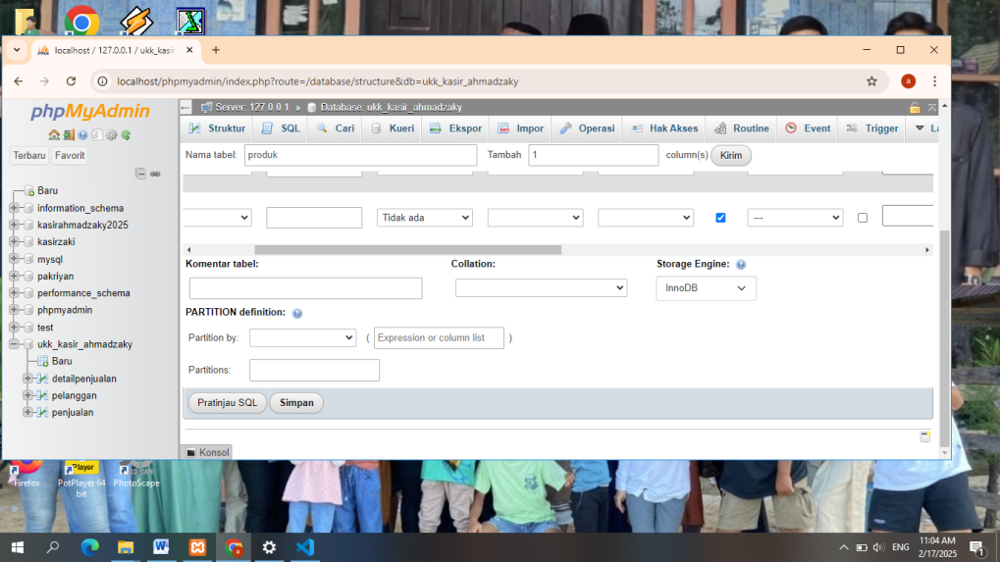 localhost / 127.0.0.1 / ukk_kasir
localhost/phpmyadmin/index.php?route=/database/structure&db=ukk_kasir_ahmadzaky
a
phpMyAdmin
Server: 127.0.0.1 » Database: ukk_kasir_ahmadzaky
Struktur SQL Cari Kueri Ekspor Impor Operasi Hak Akses Routine Event Trigger
Terbaru Favorit
Nama tabel: produk Tambah 1 column(s) Kirim
Baru
information_schema
kasirahmadzaky2025
kasirzaki
mysql
pakriyan
performance_schema
phpmyadmin
test
ukk_kasir_ahmadzaky
Baru
detailpenjualan
pelanggan
penjualan
Tidak ada ---
Komentar tabel: Collation: Storage Engine:
InnoDB
PARTITION definition:
Partition by: ( Expression or column list )
Partitions:
Pratinjau SQL Simpan
Konsol
Firefox
Player
PotPlayer 64 bit
PhotoScape
ENG
11:04 AM
2/17/2025
1